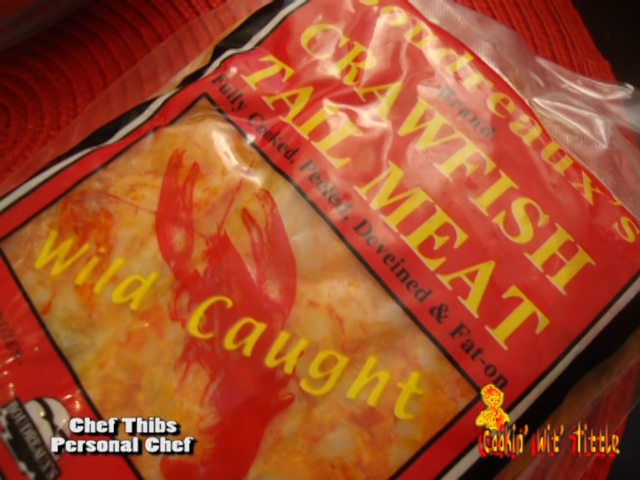 Boudreaux's
Brand
CRAWFISH
TAIL MEAT
Fully Cooked, Peeled, Deveined & Fat-on
Wild Caught
BOUDREAUX'S
Chef Thibs
Personal Chef
Cookin' Wit' Tittle